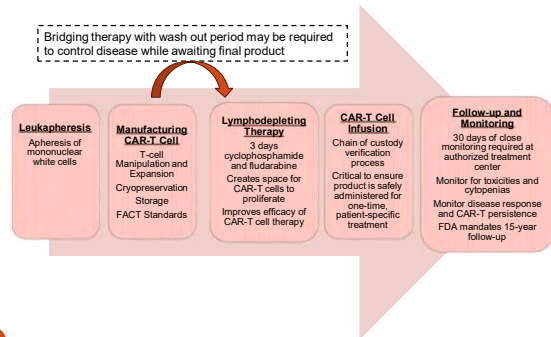 Bridging therapy with wash out period may be required
to control disease while awaiting final product
Leukapheresis
Apheresis of
mononuclear
white cells
Manufacturing
CAR-T Cell
T-cell
Manipulation and
Expansion
Cryopreservation
Storage
FACT Standards
Lymphodepleting
Therapy
3 days
cyclophosphamide
and fludarabine
Creates space for
CAR-T cells to
proliferate
Improves efficacy of
CAR-T cell therapy
CAR-T Cell
Infusion
Chain of custody
verification
process
Critical to ensure
product is safely
administered for
one-time,
patient-specific
treatment
Follow-up and
Monitoring
30 days of close
monitoring required at
authorized treatment
center
Monitor for toxicities and
cytopenias
Monitor disease response
and CAR-T persistence
FDA mandates 15-year
follow-up